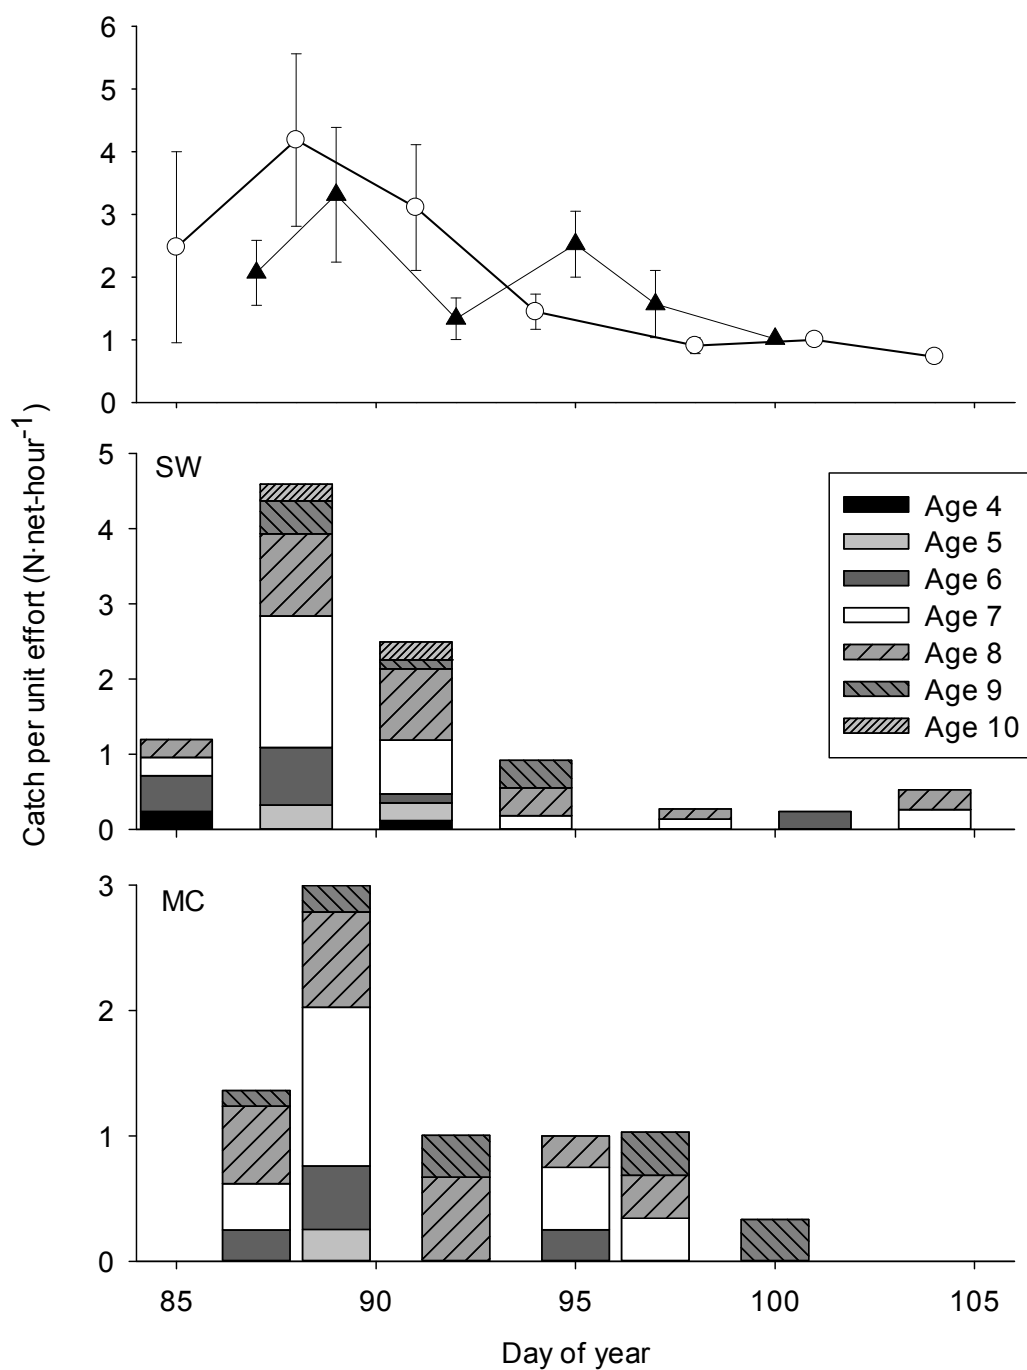 6
5
4
3
2
1
0
Catch per unit effort (N·net-hour⁻¹)
5
4
3
2
1
0
SW
Age 4
Age 5
Age 6
Age 7
Age 8
Age 9
Age 10
3
2
1
0
MC
85 90 95 100 105
Day of year